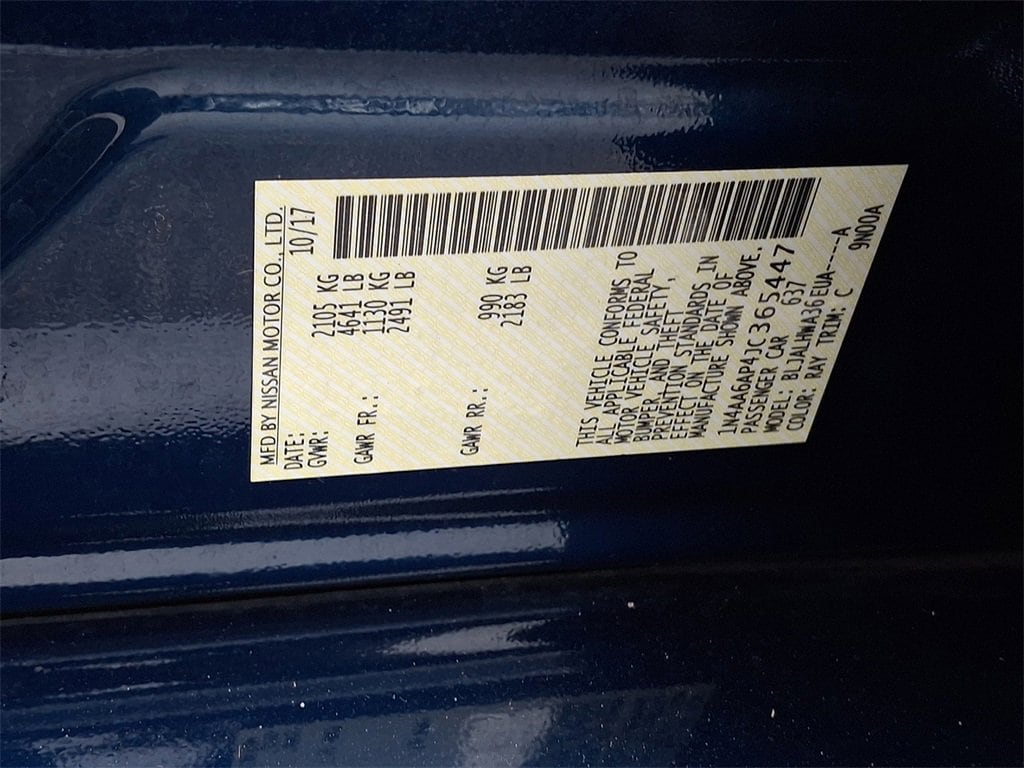 MFD BY NISSAN MOTOR CO., LTD.
DATE: 10/17
GVWR: 2105 KG
4641 LB
GAWR FR.: 1130 KG
2491 LB
GAWR RR.: 990 KG
2183 LB
THIS VEHICLE CONFORMS TO
ALL APPLICABLE FEDERAL
MOTOR VEHICLE SAFETY,
BUMPER, AND THEFT
PREVENTION STANDARDS IN
EFFECT ON THE DATE OF
MANUFACTURE SHOWN ABOVE.
1N4AA6AP4JC365447
PASSENGER CAR 637
MODEL: BLJALHWA36EUA-----A
COLOR: RAY TRIM: C 9N00A